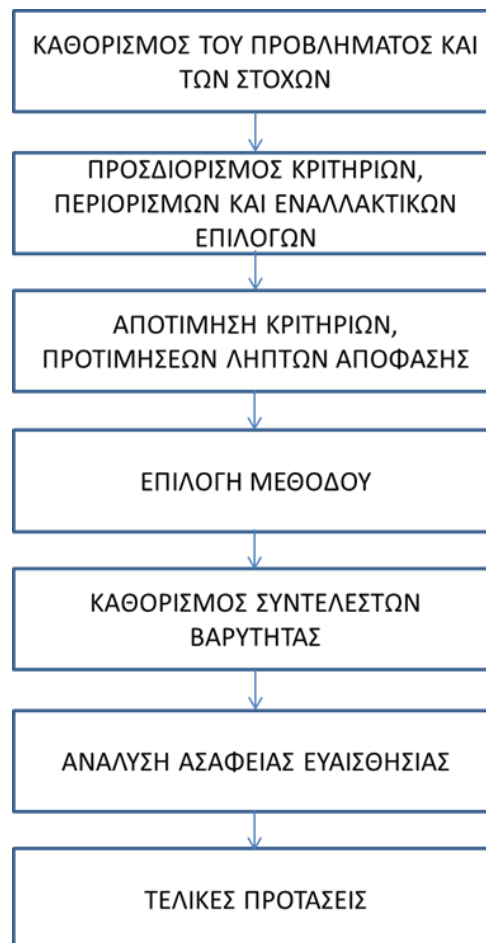 ΚΑΘΟΡΙΣΜΟΣ ΤΟΥ ΠΡΟΒΛΗΜΑΤΟΣ ΚΑΙ
ΤΩΝ ΣΤΟΧΩΝ
ΠΡΟΣΔΙΟΡΙΣΜΟΣ ΚΡΙΤΗΡΙΩΝ,
ΠΕΡΙΟΡΙΣΜΩΝ ΚΑΙ ΕΝΑΛΛΑΚΤΙΚΩΝ
ΕΠΙΛΟΓΩΝ
ΑΠΟΤΙΜΗΣΗ ΚΡΙΤΗΡΙΩΝ,
ΠΡΟΤΙΜΗΣΕΩΝ ΛΗΠΤΩΝ ΑΠΟΦΑΣΗΣ
ΕΠΙΛΟΓΗ ΜΕΘΟΔΟΥ
ΚΑΘΟΡΙΣΜΟΣ ΣΥΝΤΕΛΕΣΤΩΝ
ΒΑΡΥΤΗΤΑΣ
ΑΝΑΛΥΣΗ ΑΣΑΦΕΙΑΣ ΕΥΑΙΣΘΗΣΙΑΣ
ΤΕΛΙΚΕΣ ΠΡΟΤΑΣΕΙΣ